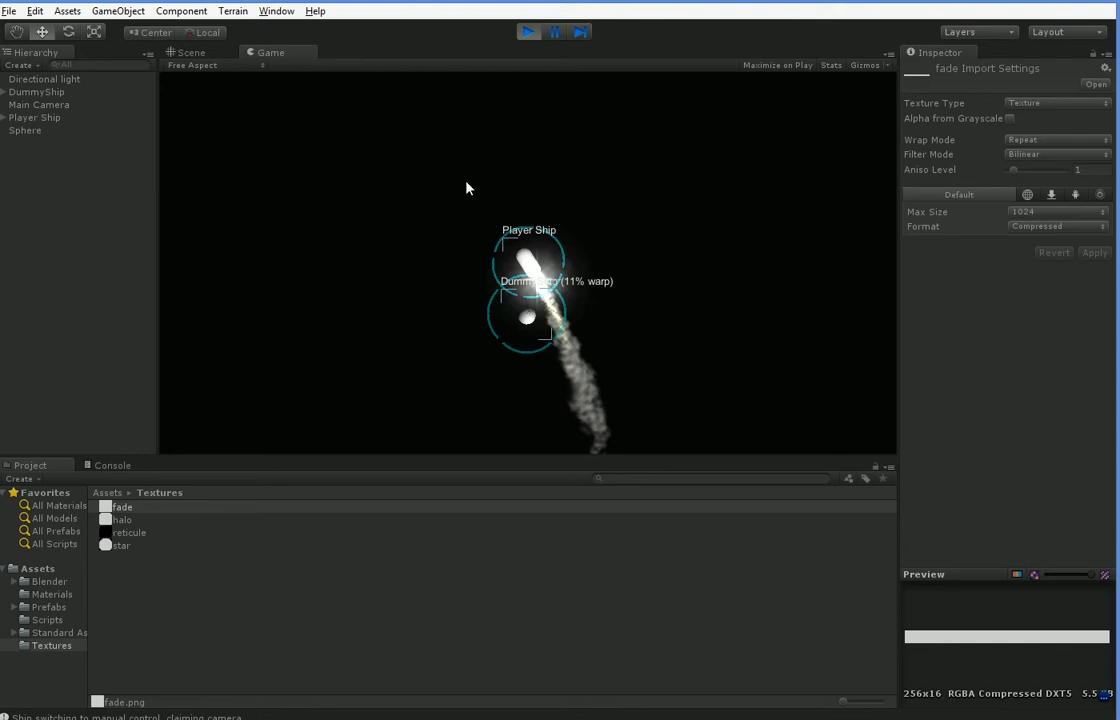 File Edit Assets GameObject Component Terrain Window Help
Center Local Layers Layout
Hierarchy Scene Game Inspector
Create All Free Aspect Maximize on Play Stats Gizmos fade Import Settings
Open
Directional light
DummyShip
Main Camera
Player Ship
Sphere
Player Ship
DummyShip (11% warp)
Texture Type Texture
Alpha from Grayscale
Wrap Mode Repeat
Filter Mode Bilinear
Aniso Level 1
Default
Max Size 1024
Format Compressed
Revert Apply
Project Console
Create
Favorites
All Materials
All Models
All Prefabs
All Scripts
Assets
Blender
Materials
Prefabs
Scripts
Standard As
Textures
Assets Textures
fade
halo
reticule
star
fade.png
Preview
256x16 RGBA Compressed DXT5
Ship switching to manual control, claiming camera